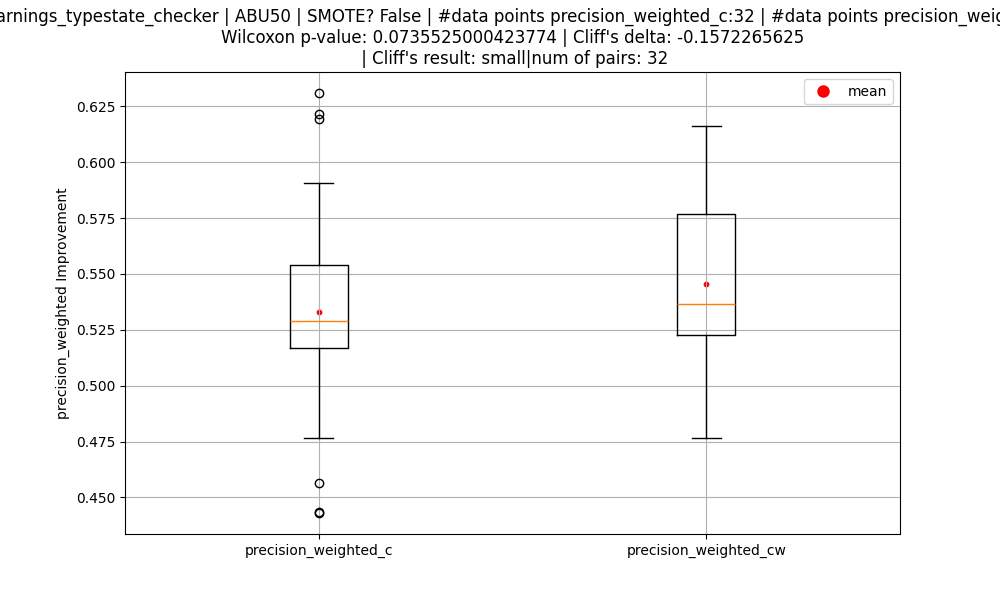 typestate_checker | ABU50 | SMOTE? False | #data points precision_weighted_c:32 | #data points
Wilcoxon p-value: 0.0735525000423774 | Cliff's delta: -0.1572265625
| Cliff's result: small|num of pairs: 32
mean
0.625
0.600
0.575
0.550
0.525
0.500
0.475
0.450
precision_weighted Improvement
precision_weighted_c
precision_weighted_cw